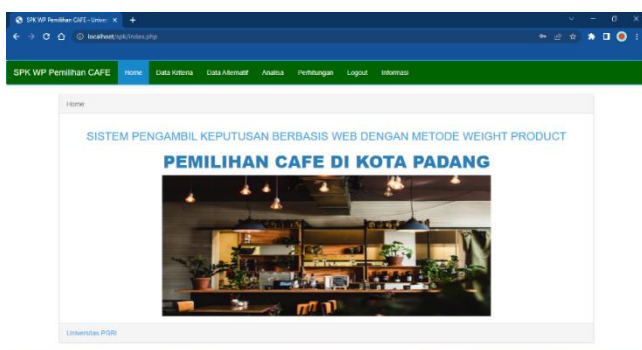 SPK WP Pemilihan CAFE - Univer
localhost/spk/index.php
SPK WP Pemilihan CAFE Home Data Kriteria Data Alternatif Analisa Perhitungan Logout Informasi
Home
SISTEM PENGAMBIL KEPUTUSAN BERBASIS WEB DENGAN METODE WEIGHT PRODUCT
PEMILIHAN CAFE DI KOTA PADANG
Universitas PGRI